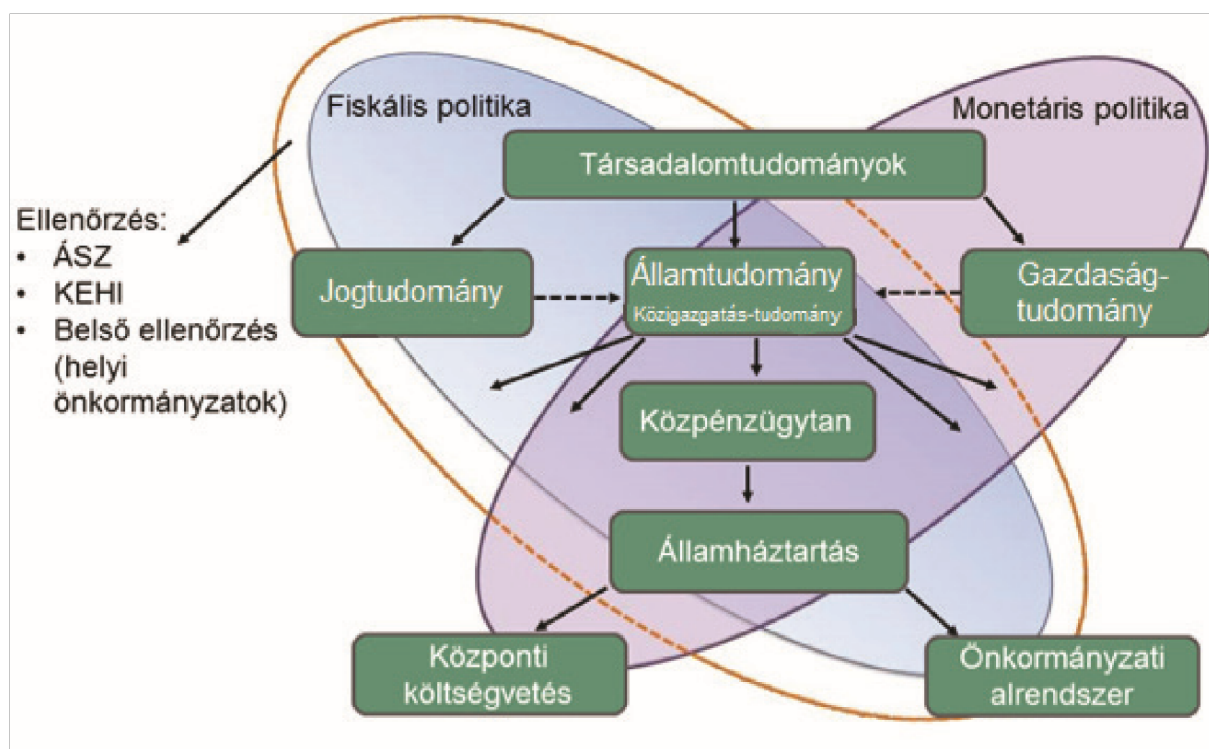 Fiskális politika
Monetáris politika
Társadalomtudományok
Ellenőrzés:
• ÁSZ
• KEHI
• Belső ellenőrzés
(helyi
önkormányzatok)
Jogtudomány
Államtudomány
Közigazgatás-tudomány
Gazdaság-
tudomány
Közpénzügytan
Államháztartás
Központi
költségvetés
Önkormányzati
alrendszer